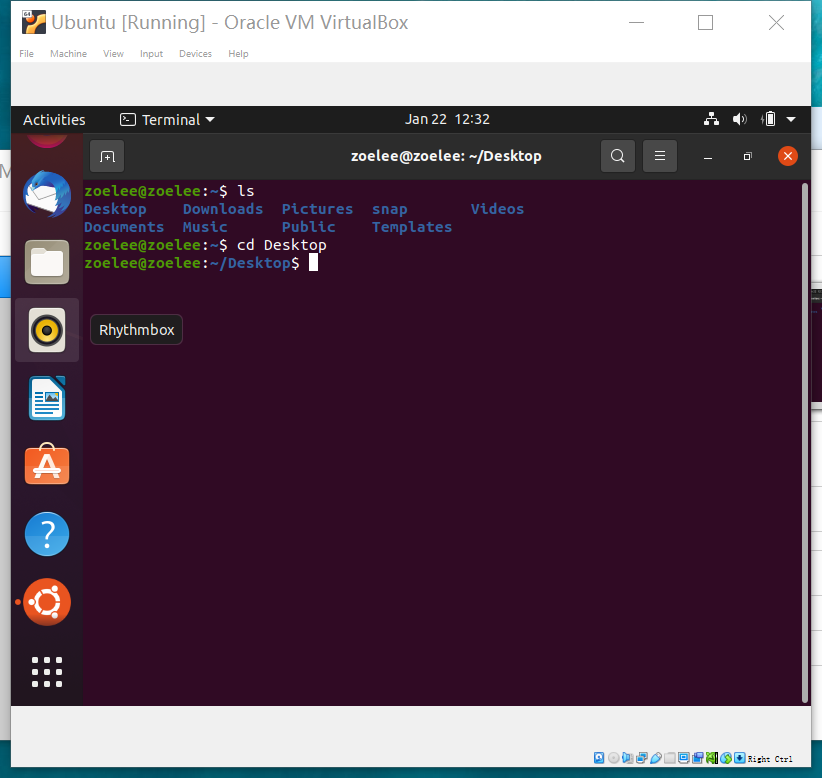 Ubuntu [Running] - Oracle VM VirtualBox
File Machine View Input Devices Help
Activities Terminal Jan 22 12:32
zoelee@zoelee: ~/Desktop
zoelee@zoelee:~$ ls
Desktop Downloads Pictures snap Videos
Documents Music Public Templates
zoelee@zoelee:~$ cd Desktop
zoelee@zoelee:~/Desktop$
Rhythmbox
Right Ctrl